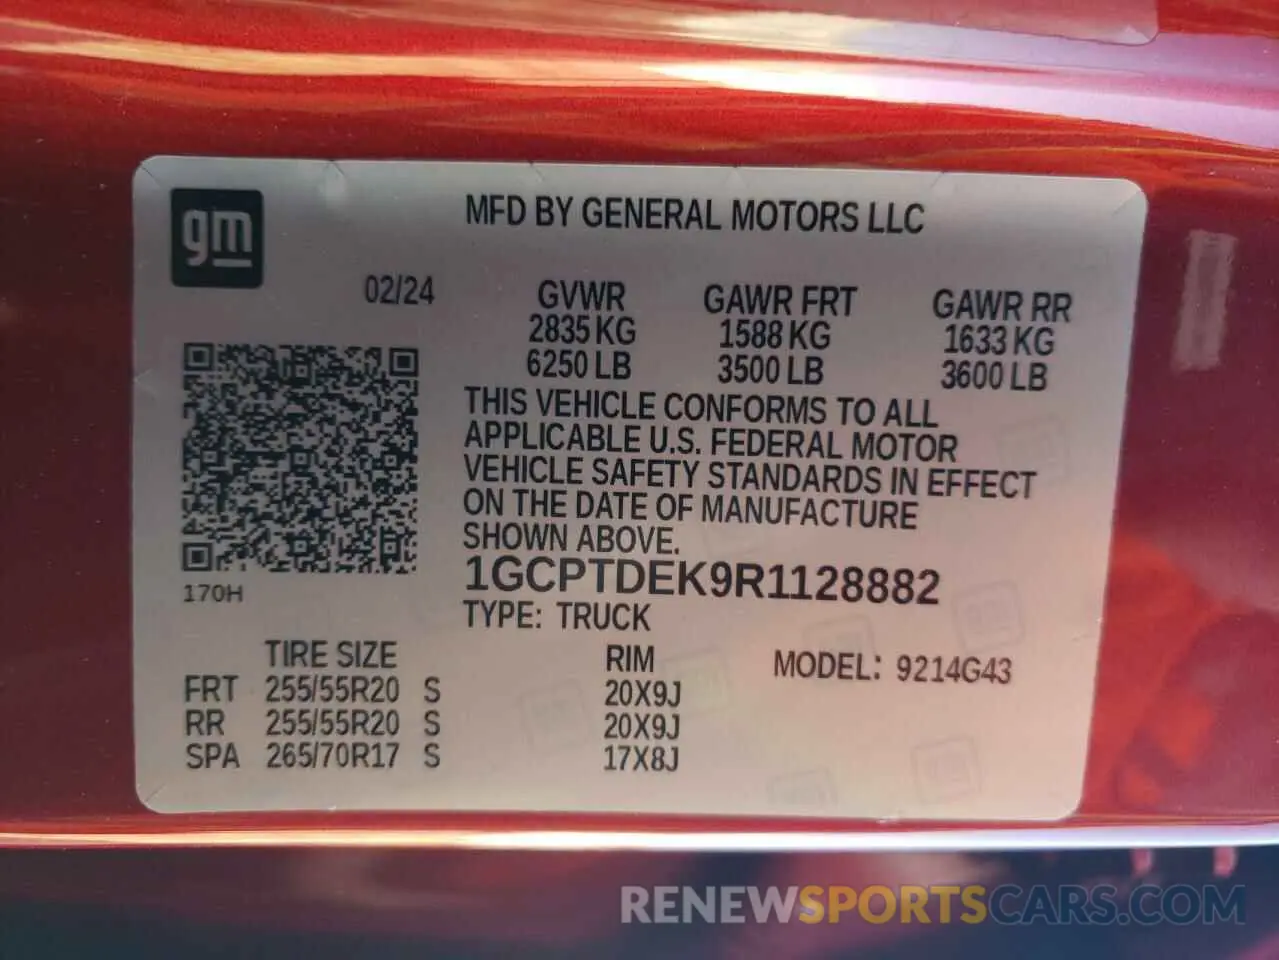 gm
MFD BY GENERAL MOTORS LLC
02/24
GVWR GAWR FRT GAWR RR
2835 KG 1588 KG 1633 KG
6250 LB 3500 LB 3600 LB
THIS VEHICLE CONFORMS TO ALL
APPLICABLE U.S. FEDERAL MOTOR
VEHICLE SAFETY STANDARDS IN EFFECT
ON THE DATE OF MANUFACTURE
SHOWN ABOVE.
170H
1GCPTDEK9R1128882
TYPE: TRUCK
TIRE SIZE RIM MODEL: 9214G43
FRT 255/55R20 S 20X9J
RR 255/55R20 S 20X9J
SPA 265/70R17 S 17X8J
RENEWSPORTSCARS.COM